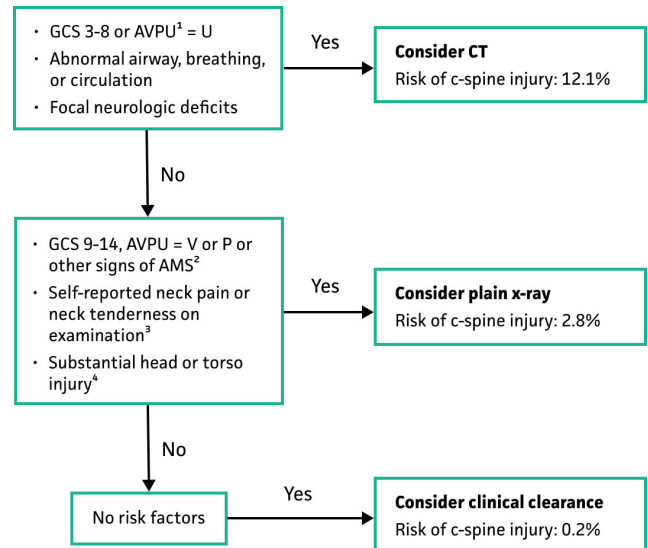 • GCS 3-8 or AVPU¹ = U
• Abnormal airway, breathing,
or circulation
• Focal neurologic deficits
Yes
Consider CT
Risk of c-spine injury: 12.1%
No
• GCS 9-14, AVPU = V or P or
other signs of AMS²
• Self-reported neck pain or
neck tenderness on
examination³
• Substantial head or torso
injury⁴
Yes
Consider plain x-ray
Risk of c-spine injury: 2.8%
No
No risk factors
Yes
Consider clinical clearance
Risk of c-spine injury: 0.2%